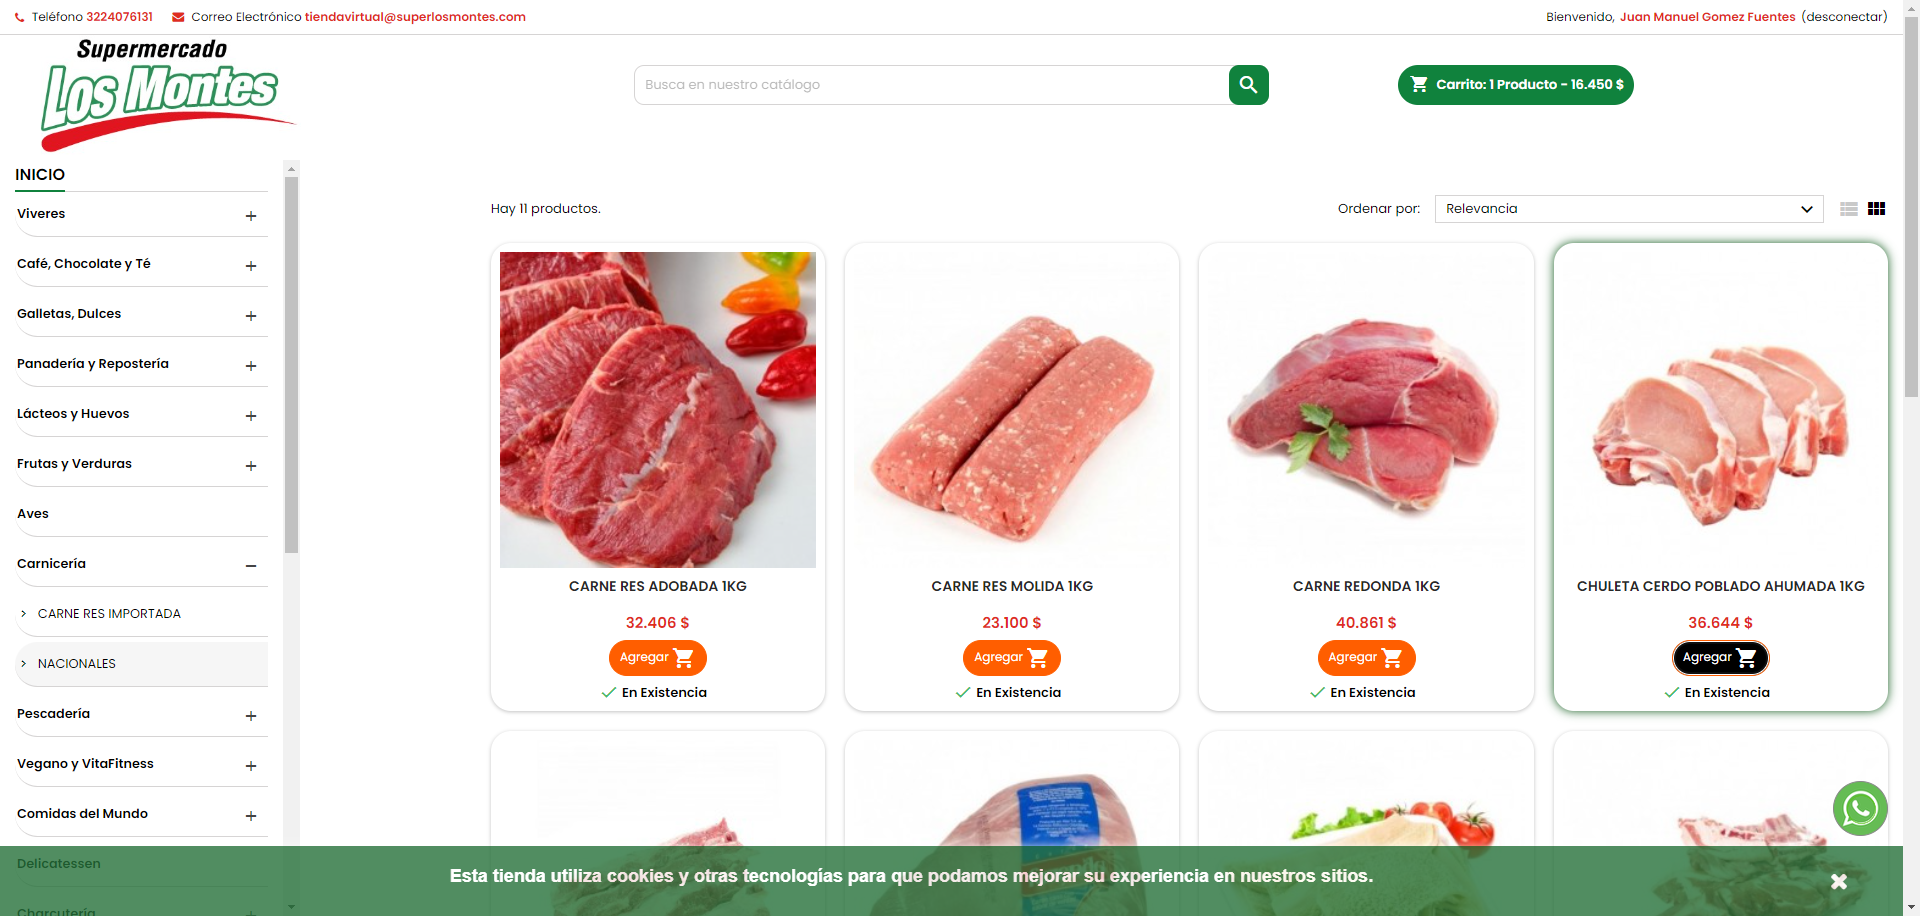 Teléfono 3224076131 Correo Electrónico tiendavirtual@superlosmontes.com
Bienvenido, Juan Manuel Gomez Fuentes (desconectar)
Supermercado
Los Montes
Busca en nuestro catálogo
Carrito: 1 Producto - 16.450 $
INICIO
Viveres
Café, Chocolate y Té
Galletas, Dulces
Panadería y Repostería
Lácteos y Huevos
Frutas y Verduras
Aves
Carnicería
CARNE RES IMPORTADA
NACIONALES
Pescadería
Vegano y VitaFitness
Comidas del Mundo
Delicatessen
Charcutería
Hay 11 productos.
Ordenar por: Relevancia
CARNE RES ADOBADA 1KG
32.406 $
Agregar
En Existencia
CARNE RES MOLIDA 1KG
23.100 $
Agregar
En Existencia
CARNE REDONDA 1KG
40.861 $
Agregar
En Existencia
CHULETA CERDO POBLADO AHUMADA 1KG
36.644 $
Agregar
En Existencia
Esta tienda utiliza cookies y otras tecnologías para que podamos mejorar su experiencia en nuestros sitios.